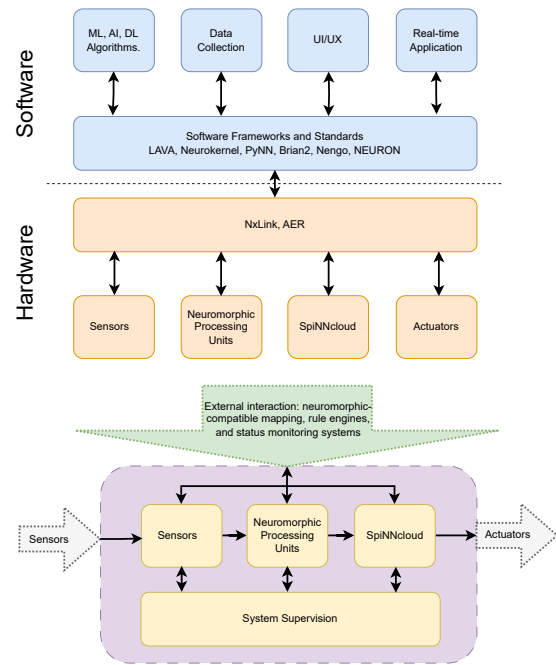 Software
ML, AI, DL
Algorithms.
Data
Collection
UI/UX
Real-time
Application
Software Frameworks and Standards
LAVA, Neurokernel, PyNN, Brian2, Nengo, NEURON
Hardware
NxLink, AER
Sensors
Neuromorphic
Processing
Units
SpiNNcloud
Actuators
External interaction: neuromorphic-
compatible mapping, rule engines,
and status monitoring systems
Sensors
Sensors
Neuromorphic
Processing
Units
SpiNNcloud
Actuators
System Supervision